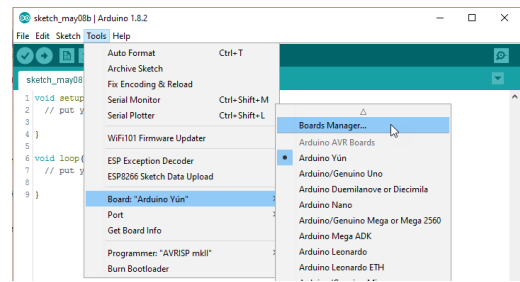 sketch_may08b | Arduino 1.8.2
File Edit Sketch Tools Help
sketch_may08
1 void setup
2 // put y
3
4 }
5
6 void loop(
7 // put y
8
9 }
Auto Format Ctrl+T
Archive Sketch
Fix Encoding & Reload
Serial Monitor Ctrl+Shift+M
Serial Plotter Ctrl+Shift+L
WiFi101 Firmware Updater
ESP Exception Decoder
ESP8266 Sketch Data Upload
Board: "Arduino Yún"
Port
Get Board Info
Programmer: "AVRISP mkII"
Burn Bootloader
Boards Manager...
Arduino AVR Boards
Arduino Yún
Arduino/Genuino Uno
Arduino Duemilanove or Diecimila
Arduino Nano
Arduino/Genuino Mega or Mega 2560
Arduino Mega ADK
Arduino Leonardo
Arduino Leonardo ETH